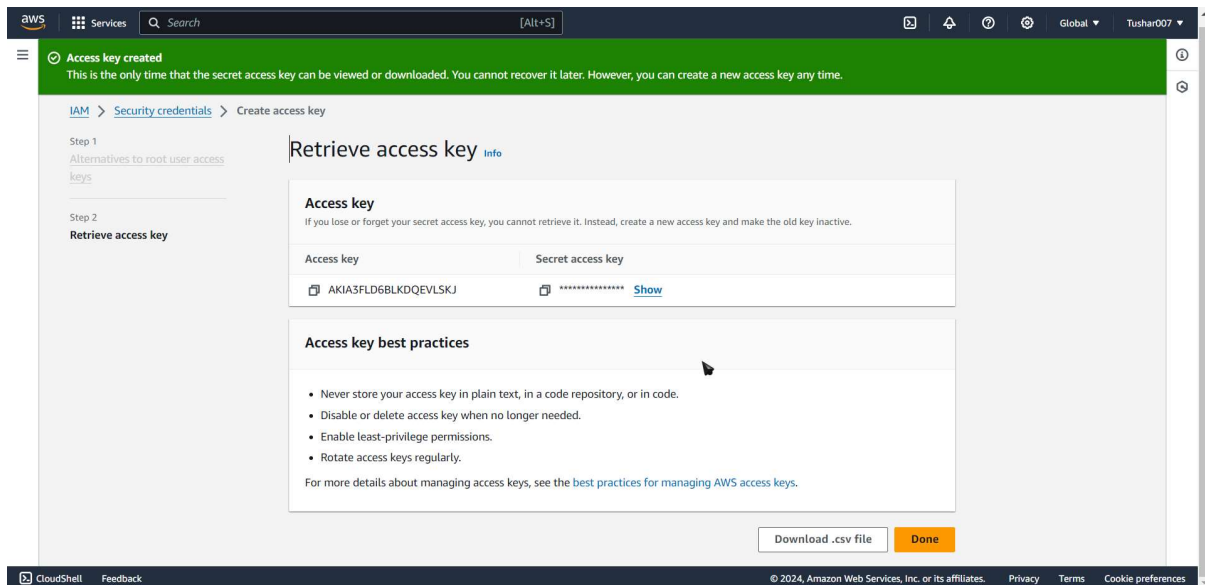 aws Services Search [Alt+S] Global ▼ Tushar007 ▼
Access key created
This is the only time that the secret access key can be viewed or downloaded. You cannot recover it later. However, you can create a new access key any time.
IAM > Security credentials > Create access key
Step 1
Alternatives to root user access
keys
Step 2
Retrieve access key
Retrieve access key Info
Access key
If you lose or forget your secret access key, you cannot retrieve it. Instead, create a new access key and make the old key inactive.
Access key Secret access key
AKIA3FLD6BLKDQEVLSKJ *************** Show
Access key best practices
• Never store your access key in plain text, in a code repository, or in code.
• Disable or delete access key when no longer needed.
• Enable least-privilege permissions.
• Rotate access keys regularly.
For more details about managing access keys, see the best practices for managing AWS access keys.
Download .csv file Done
CloudShell Feedback © 2024, Amazon Web Services, Inc. or its affiliates. Privacy Terms Cookie preferences